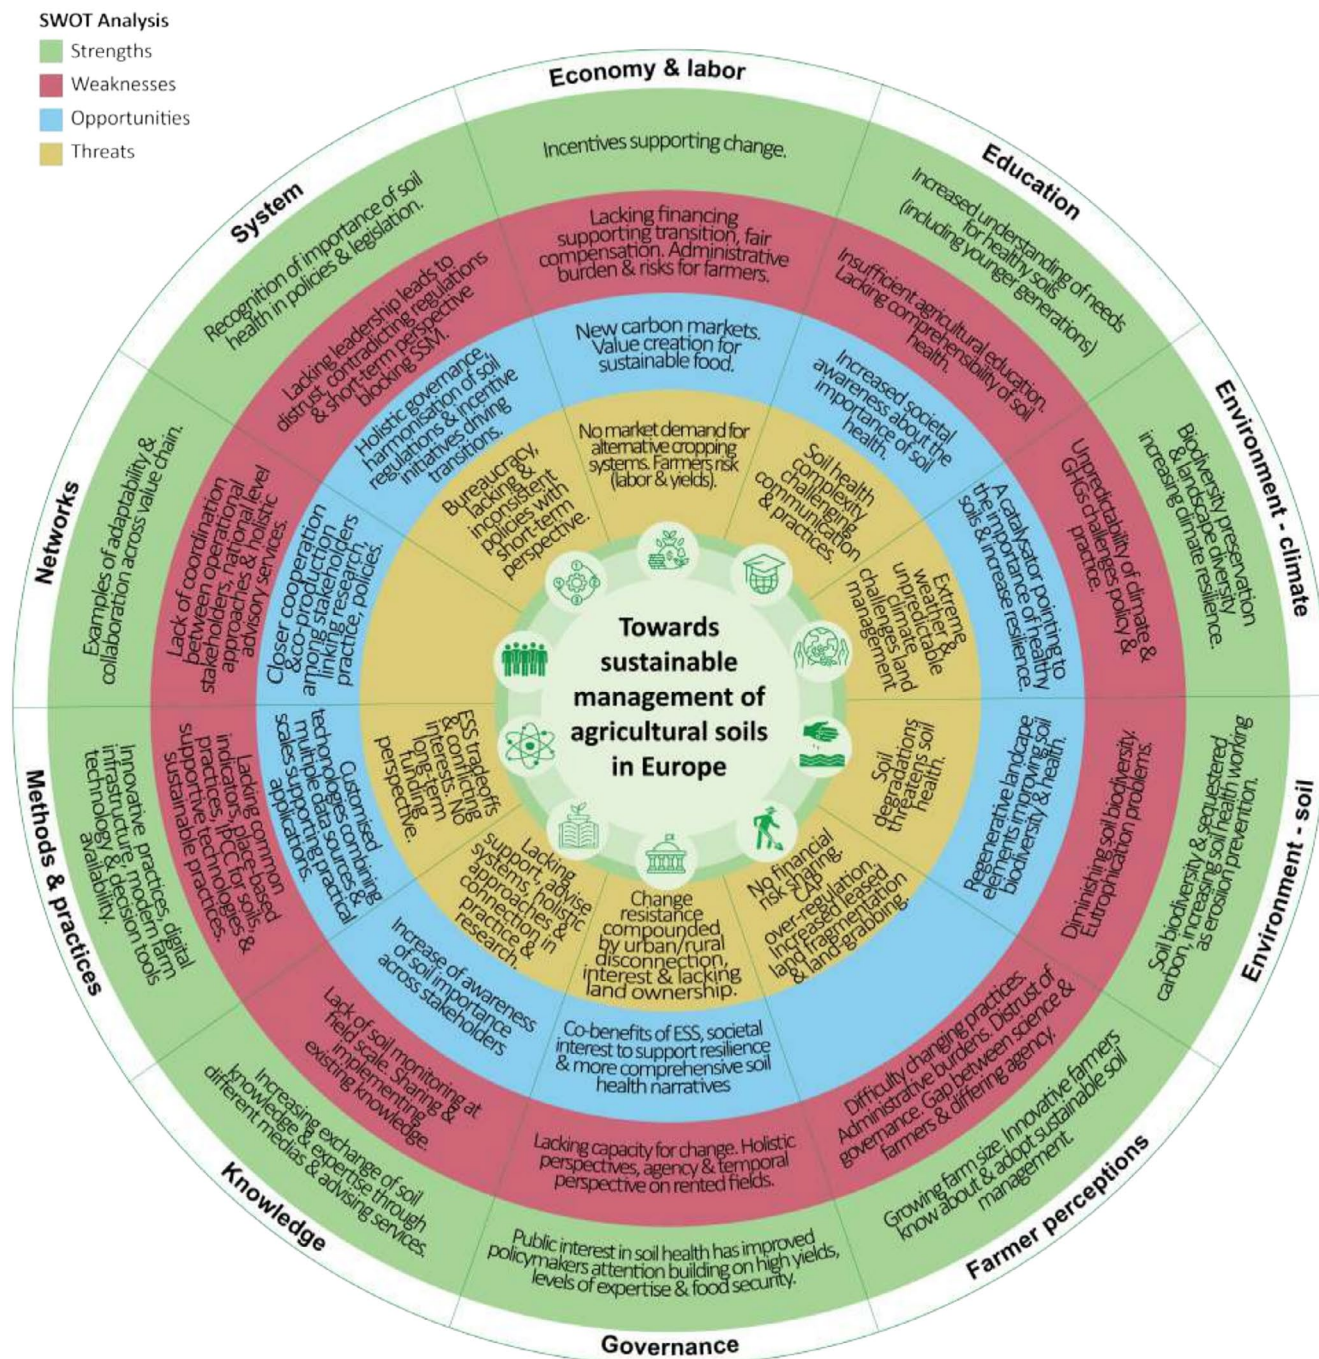 SWOT Analysis
Strengths
Weaknesses
Opportunities
Threats
Economy & labor
Incentives supporting change.
Lacking financing
supporting transition, fair
compensation. Administrative
burden & risks for farmers.
New carbon markets.
Value creation for
sustainable food.
No market demand for
alternative cropping
systems. Farmers risk
(labor & yields).
Education
Increased understanding of needs
for healthy soils
(including younger generations)
Insufficient agricultural education.
Lacking comprehensibility of soil
health.
Increased societal
awareness about the
importance of soil
health.
Soil health
complexity
challenging
communication
& practices.
Environment - climate
Biodiversity preservation
& landscape diversity
increasing climate resilience.
Unpredictability of climate &
GHGs challenges policy &
practice.
A catalysator pointing to
the importance of healthy
soils & increase resilience.
Extreme
weather &
unpredictable
climate
challenges land
management
Environment - soil
Soil biodiversity & sequestered
carbon, increasing soil health working
as erosion prevention.
Diminishing soil biodiversity.
Eutrophication problems.
Regenerative landcape
elements improving soil
biodiversity & health.
Soil
degradations
threatens soil
health.
Farmer perceptions
Growing farm size. Innovative farmers
know about & adopt sustainable soil
management.
Difficulty changing practices.
Administrative burdens. Distrust of
governance. Gap between science &
farmers & differing agency.
No financial
risk sharing.
CAP
over-regulation,
Increased leased
land fragmentation
& land grabing.
Governance
Public interest in soil health has improved
policymakers attention building on high yields,
levels of expertise & food security.
Lacking capacity for change. Holistic
perspectives, agency & temporal
perspective on rented fields.
Co-benefits of ESS, societal
interest to support resilience
& more comprehensive soil
health narratives
Change
resistance
compounded
by urban/rural
disconnection,
interest & lacking
land ownership.
Knowledge
Increasing exchange of soil
knowledge & expertise through
different medias & advising services.
Lack of soil monitoring at
field scale. Sharing &
implementing
existing knowledge.
Increase of awareness
of soil importance
across stakeholders
Lacking
support, advise
systems, holistic
approaches &
connection in
practice &
research.
Methods & practices
Innovative practices, digital
infrastructure, modern farm
technology & decision tools
availability.
Lacking common
indicators, place-based
practices, IPCC for soils,
supportive technologies &
sustainable practices.
Customised
techonologies combining
multiple data sources &
scales supporting practical
applications.
ESS tradeoffs
& conflicting
interests. No
long-term
funding
perspective.
Networks
Examples of adaptability &
collaboration across value chain.
Lack of coordination
between operational
stakeholders, national level
approaches & holistic
advisory services.
Closer cooperation
& co-production
among stakeholders
linking research,
practice, policies.
System
Recognition of importance of soil
health in policies & legislation.
Lacking leadership leads to
distrust, contradicting regulations
& short-term perspective
blocking SSM.
Holistic governance,
harmonisation of soil
regulations & incentive
initiatives driving
transitions.
Bureaucracy,
lacking &
inconsistent
policies with
short-term
perspective.
Towards
sustainable
management of
agricultural soils
in Europe